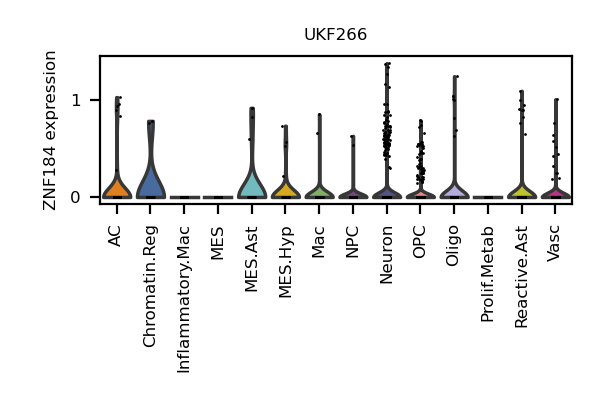 UKF266
ZNF184 expression
1
0
AC
Chromatin.Reg
Inflammatory.Mac
MES
MES.Ast
MES.Hyp
Mac
NPC
Neuron
OPC
Oligo
Prolif.Metab
Reactive.Ast
Vasc